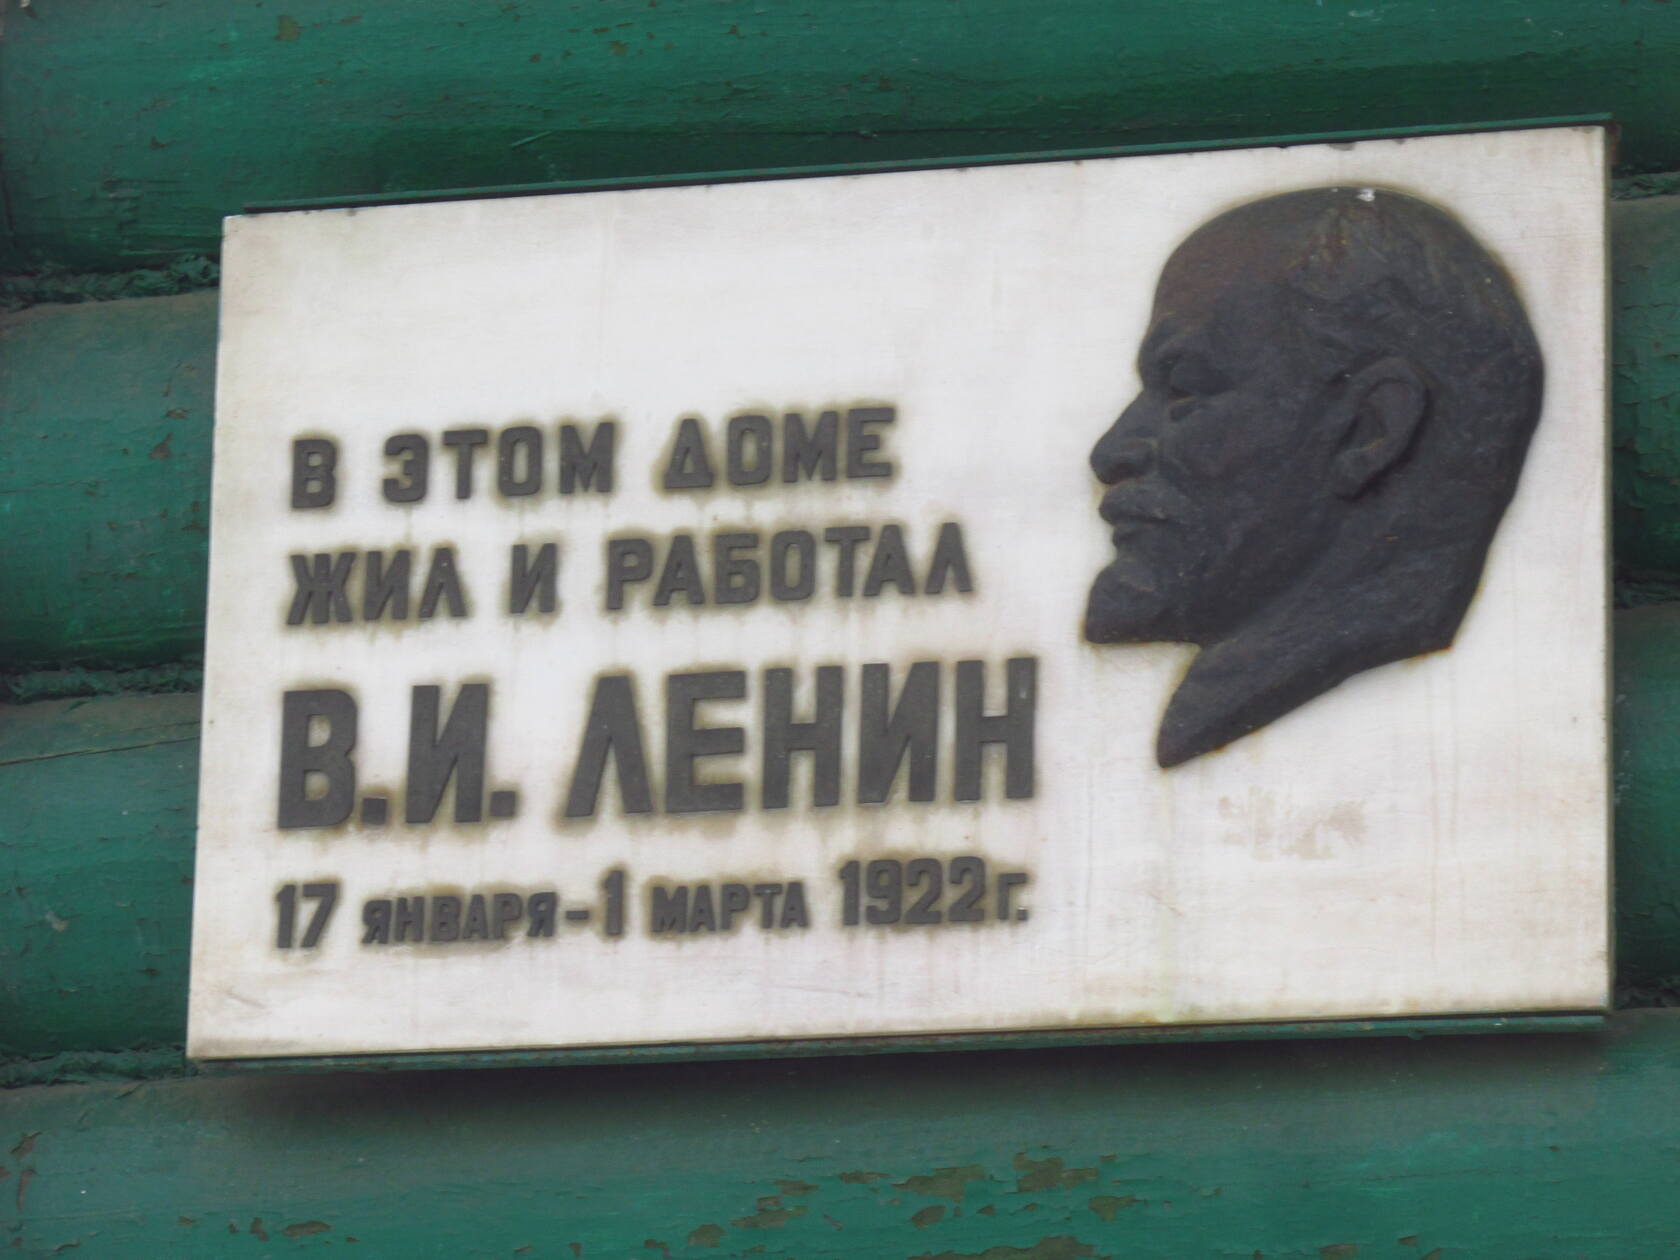 В ЭТОМ ДОМЕ
ЖИЛ И РАБОТАЛ
В.И. ЛЕНИН
17 ЯНВАРЯ-1 МАРТА 1922 Г.